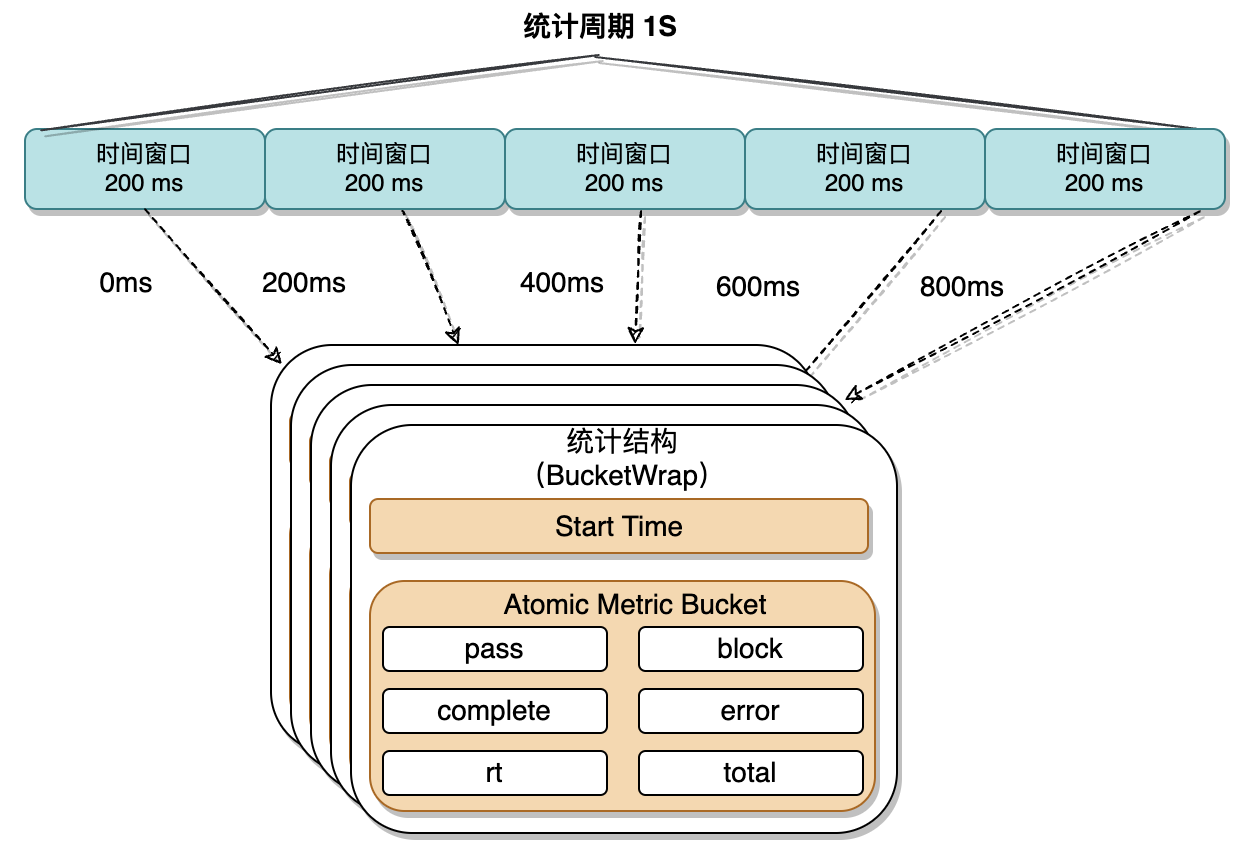 统计周期 1S
时间窗口
200 ms
时间窗口
200 ms
时间窗口
200 ms
时间窗口
200 ms
时间窗口
200 ms
0ms
200ms
400ms
600ms
800ms
统计结构
（BucketWrap）
Start Time
Atomic Metric Bucket
pass
block
complete
error
rt
total